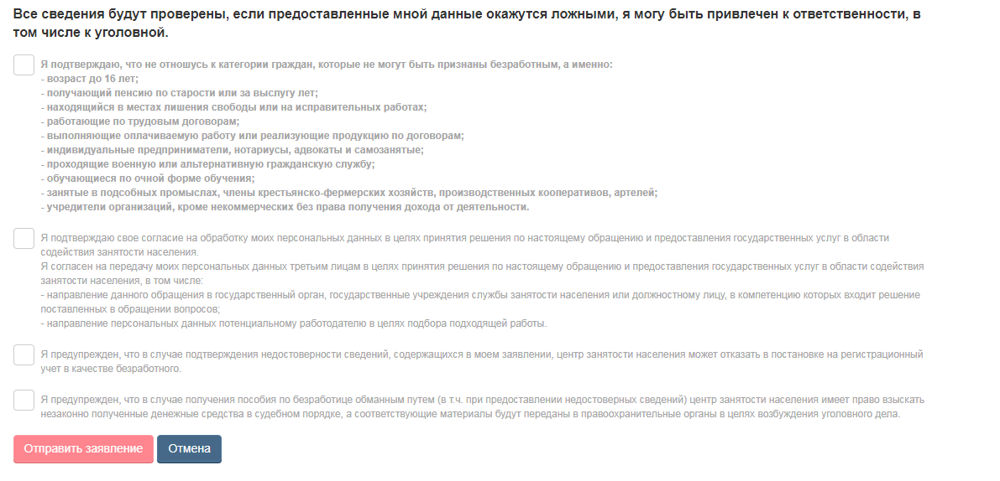 Все сведения будут проверены, если предоставленные мной данные окажутся ложными, я могу быть привлечен к ответственности, в
том числе к уголовной.
Я подтверждаю, что не отношусь к категории граждан, которые не могут быть признаны безработным, а именно:
- возраст до 16 лет;
- получающий пенсию по старости или за выслугу лет;
- находящийся в местах лишения свободы или на исправительных работах;
- работающие по трудовым договорам;
- выполняющие оплачиваемую работу или реализующие продукцию по договорам;
- индивидуальные предприниматели, нотариусы, адвокаты и самозанятые;
- проходящие военную или альтернативную гражданскую службу;
- обучающиеся по очной форме обучения;
- занятые в подсобных промыслах, члены крестьянско-фермерских хозяйств, производственных кооперативов, артелей;
- учредители организаций, кроме некоммерческих без права получения дохода от деятельности.
Я подтверждаю свое согласие на обработку моих персональных данных в целях принятия решения по настоящему обращению и предоставления государственных услуг в области
содействия занятости населения.
Я согласен на передачу моих персональных данных третьим лицам в целях принятия решения по настоящему обращению и предоставления государственных услуг в области содействия
занятости населения, в том числе:
- направление данного обращения в государственный орган, государственные учреждения службы занятости населения или должностному лицу, в компетенцию которых входит решение
поставленных в обращении вопросов;
- направление персональных данных потенциальному работодателю в целях подбора подходящей работы.
Я предупрежден, что в случае подтверждения недостоверности сведений, содержащихся в моем заявлении, центр занятости населения может отказать в постановке на регистрационный
учет в качестве безработного.
Я предупрежден, что в случае получения пособия по безработице обманным путем (в т.ч. при предоставлении недостоверных сведений) центр занятости населения имеет право взыскать
незаконно полученные денежные средства в судебном порядке, а соответствующие материалы будут переданы в правоохранительные органы в целях возбуждения уголовного дела.
Отправить заявление Отмена